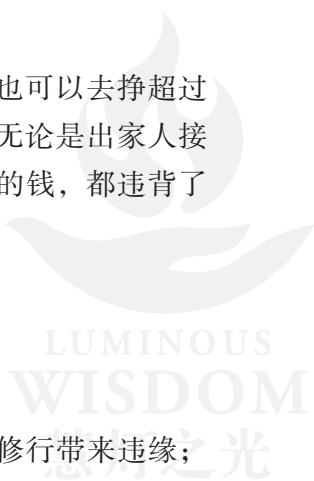 也可以去挣超过
无论是出家人接
的钱，都违背了
LUMINOUS
WISDOM
修行带来违缘；
慧灯之光